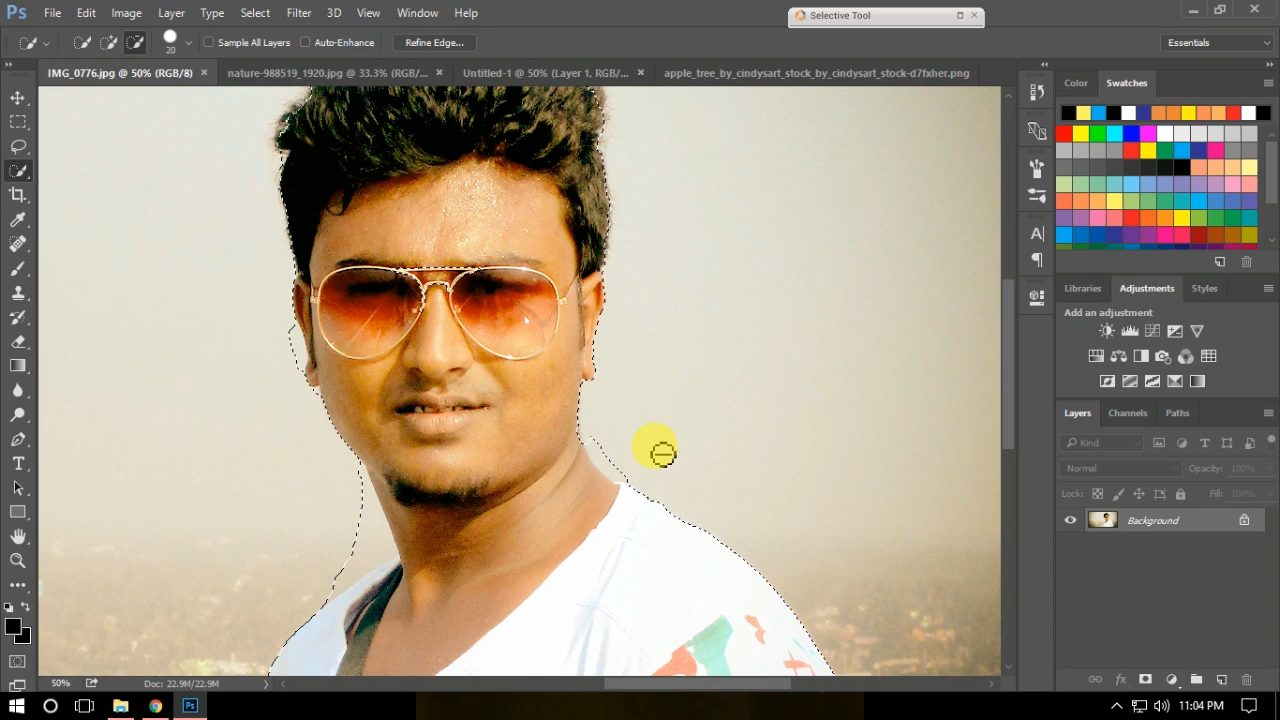 Ps File Edit Image Layer Type Select Filter 3D View Window Help
Selective Tool
20 Sample All Layers Auto-Enhance Refine Edge... Essentials
IMG_0776.jpg @ 50% (RGB/8) × nature-988519_1920.jpg @ 33.3% (RGB/... × Untitled-1 @ 50% (Layer 1, RGB/... × apple_tree_by_cindysart_stock_by_cindysart_stock-d7fxher.png
Color Swatches
Libraries Adjustments Styles
Add an adjustment
Layers Channels Paths
Kind
Normal Opacity: 100%
Lock: Fill: 100%
Background
50% Doc: 22.9M/22.9M
Ps 11:04 PM